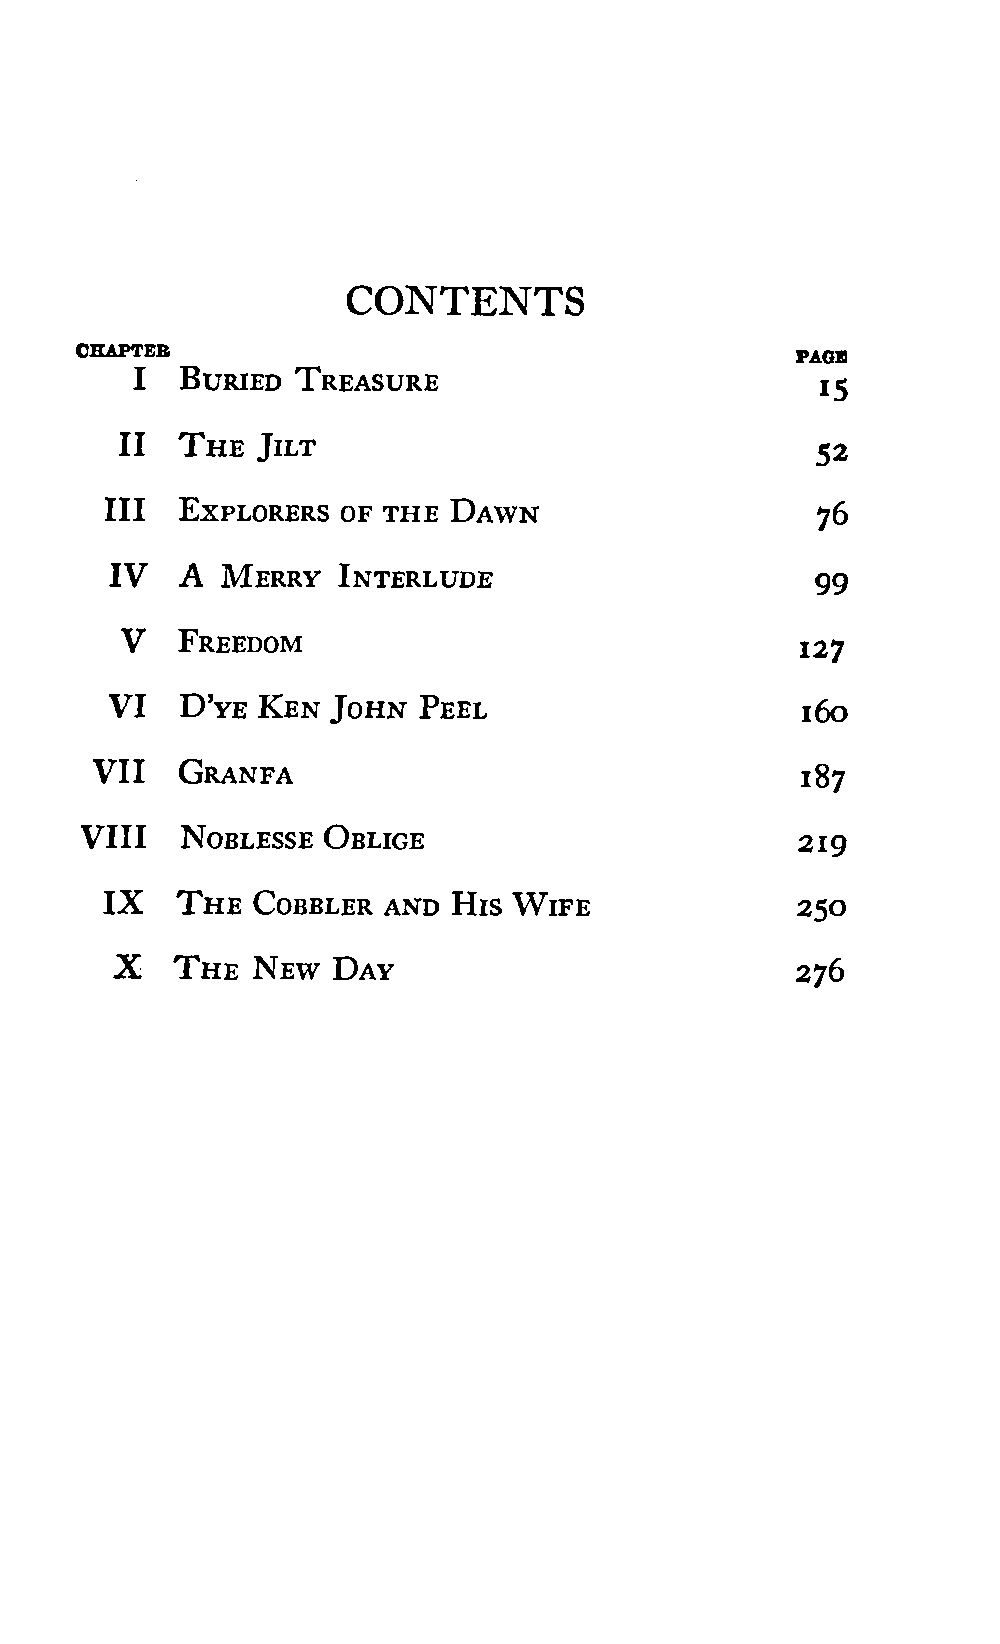 CONTENTS
CHAPTER PAGE
I Buried Treasure 15
II The Jilt 52
III Explorers of the Dawn 76
IV A Merry Interlude 99
V Freedom 127
VI D'ye Ken John Peel 160
VII Granfa 187
VIII Noblesse Oblige 219
IX The Cobbler and His Wife 250
X The New Day 276